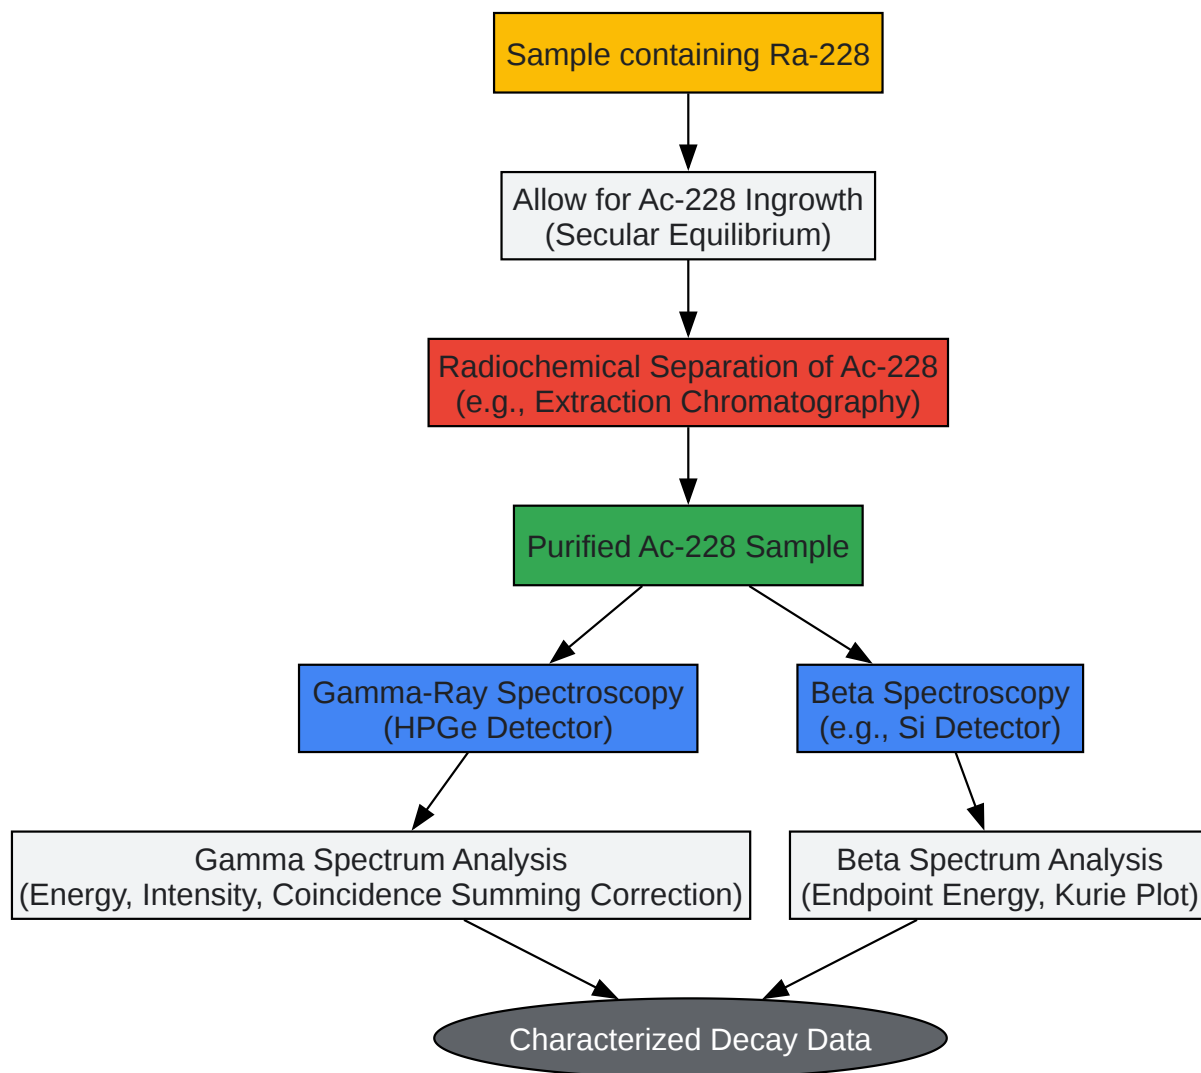 Sample containing Ra-228
Allow for Ac-228 Ingrowth
(Secular Equilibrium)
Radiochemical Separation of Ac-228
(e.g., Extraction Chromatography)
Purified Ac-228 Sample
Gamma-Ray Spectroscopy
(HPGe Detector)
Beta Spectroscopy
(e.g., Si Detector)
Gamma Spectrum Analysis
(Energy, Intensity, Coincidence Summing Correction)
Beta Spectrum Analysis
(Endpoint Energy, Kurie Plot)
Characterized Decay Data